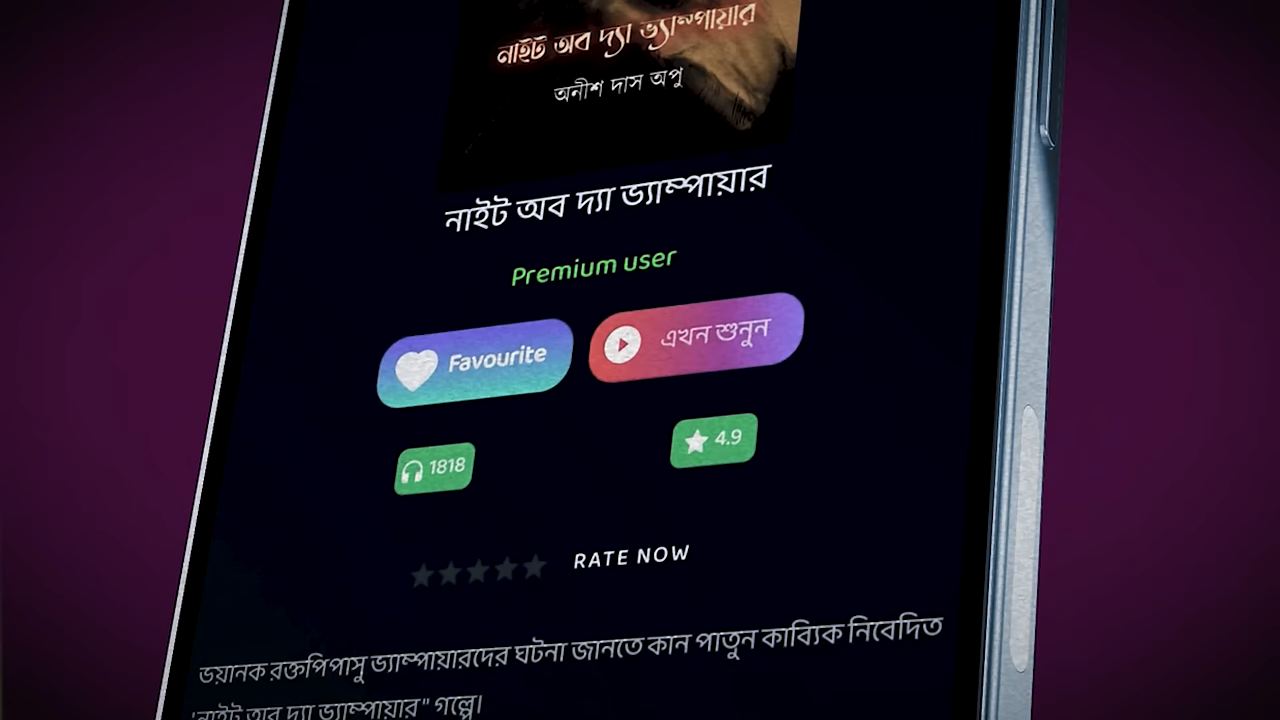 নাইট অব দ্যা ভ্যাম্পায়ার
অনীশ দাস অপু
নাইট অব দ্যা ভ্যাম্পায়ার
Premium user
Favourite
এখন শুনুন
1818
4.9
RATE NOW
ভয়ানক রক্তপিপাসু ভ্যাম্পায়ারদের ঘটনা জানতে কান পাতুন কাব্যিক নিবেদিত
'নাইট অব দ্যা ভ্যাম্পায়ার" গল্পে।